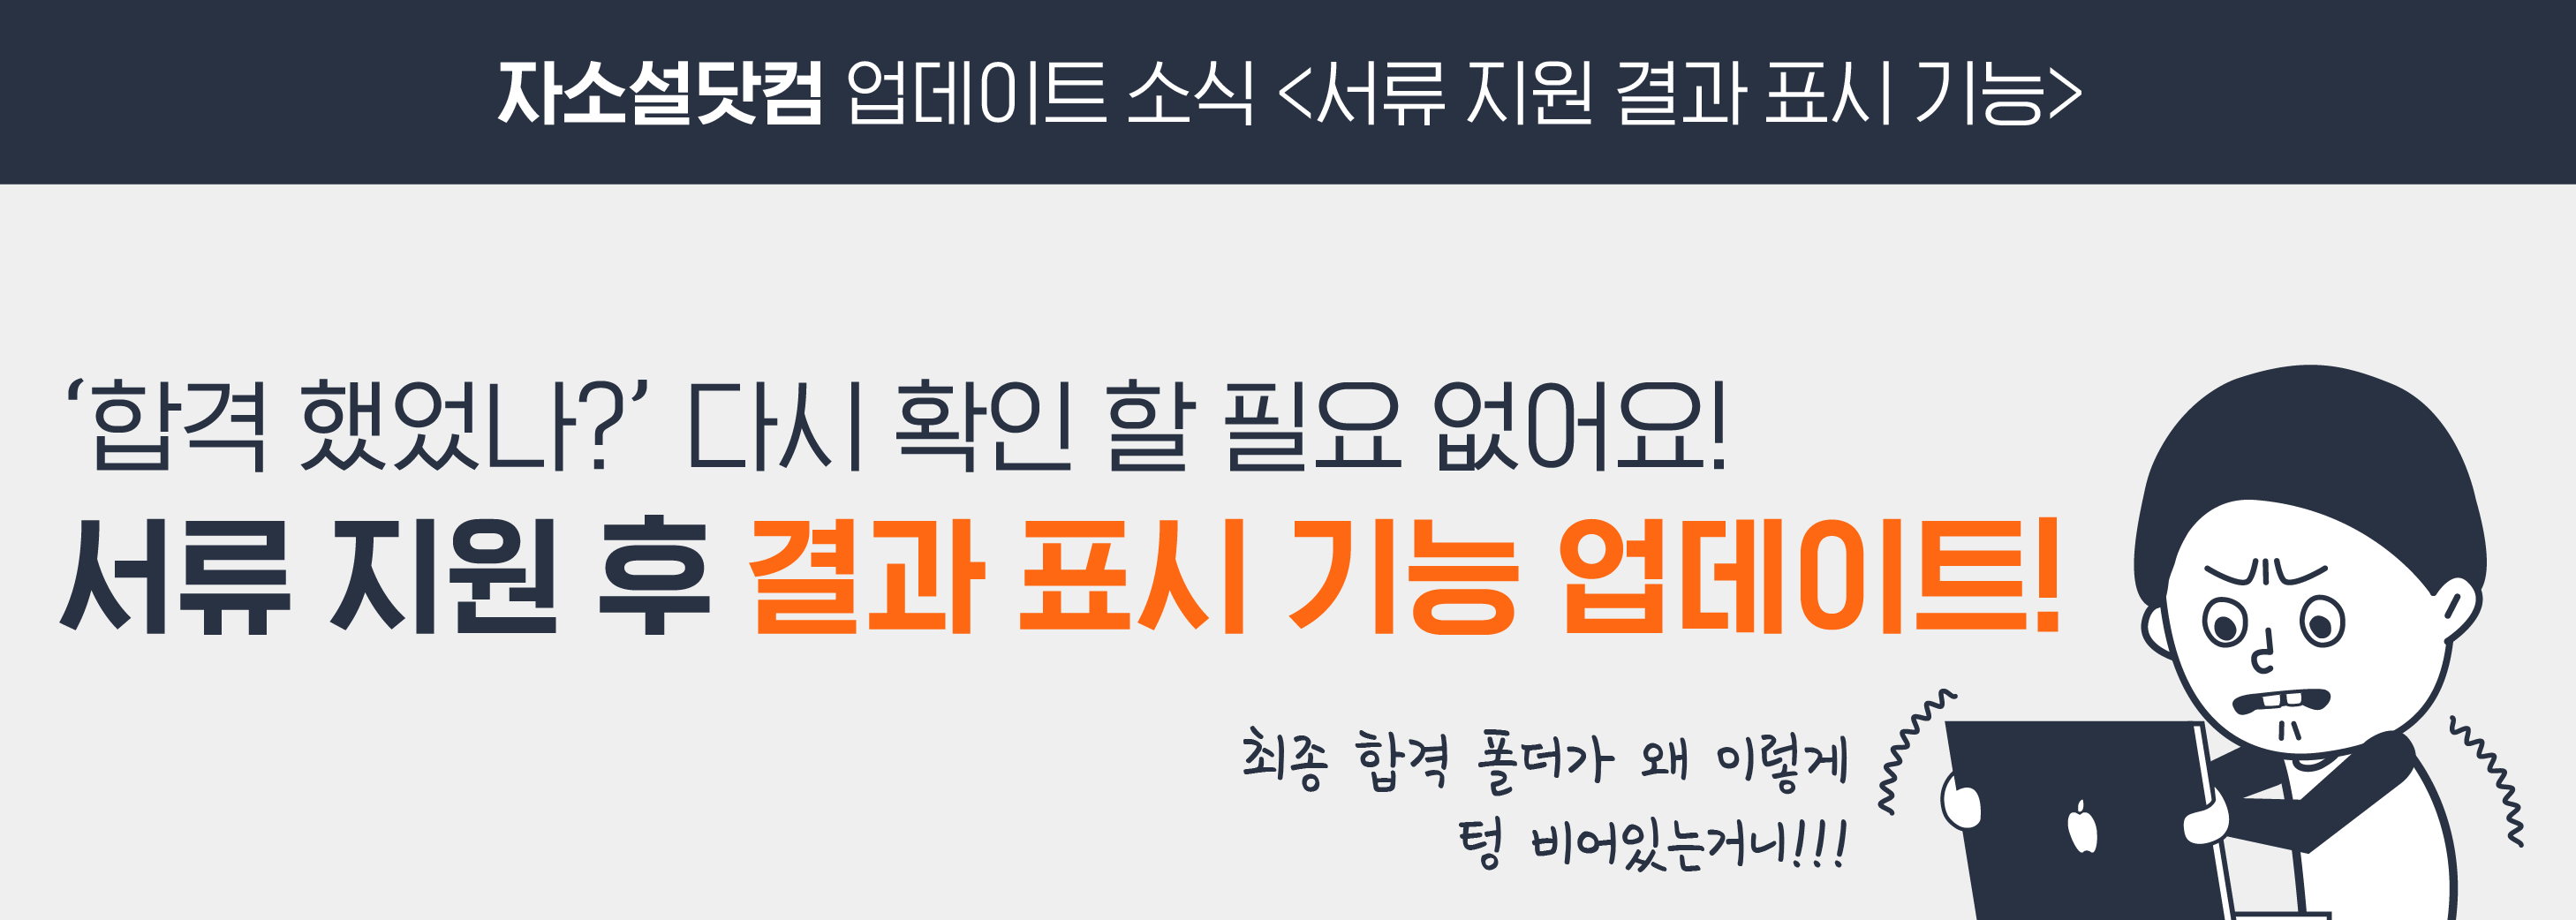 자소설닷컴 업데이트 소식 <서류 지원 결과 표시 기능>
‘합격 했었나?’ 다시 확인 할 필요 없어요!
서류 지원 후 결과 표시 기능 업데이트!
최종 합격 폴더가 왜 이렇게
텅 비어있는거니!!!